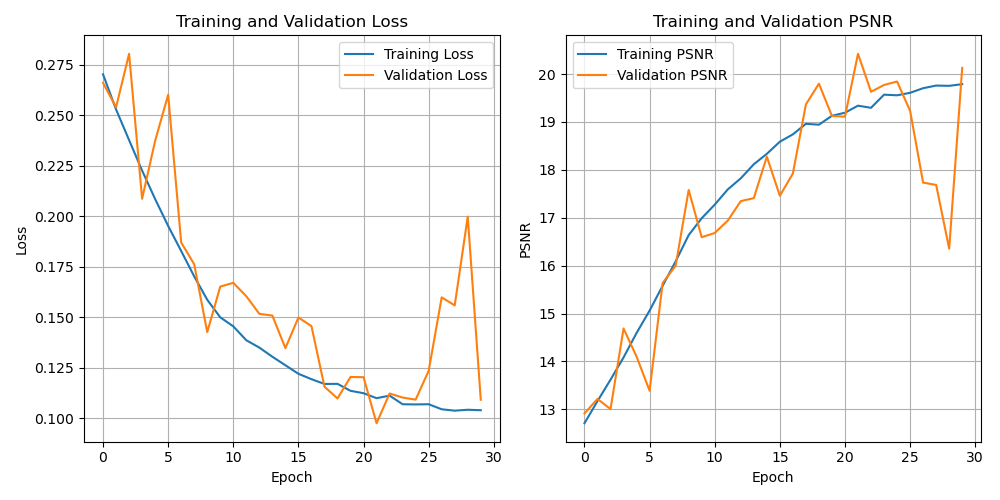 Training and Validation Loss
Training Loss
Validation Loss
0.275
0.250
0.225
0.200
0.175
0.150
0.125
0.100
Loss
0 5 10 15 20 25 30
Epoch
Training and Validation PSNR
Training PSNR
Validation PSNR
20
19
18
17
16
15
14
13
PSNR
0 5 10 15 20 25 30
Epoch